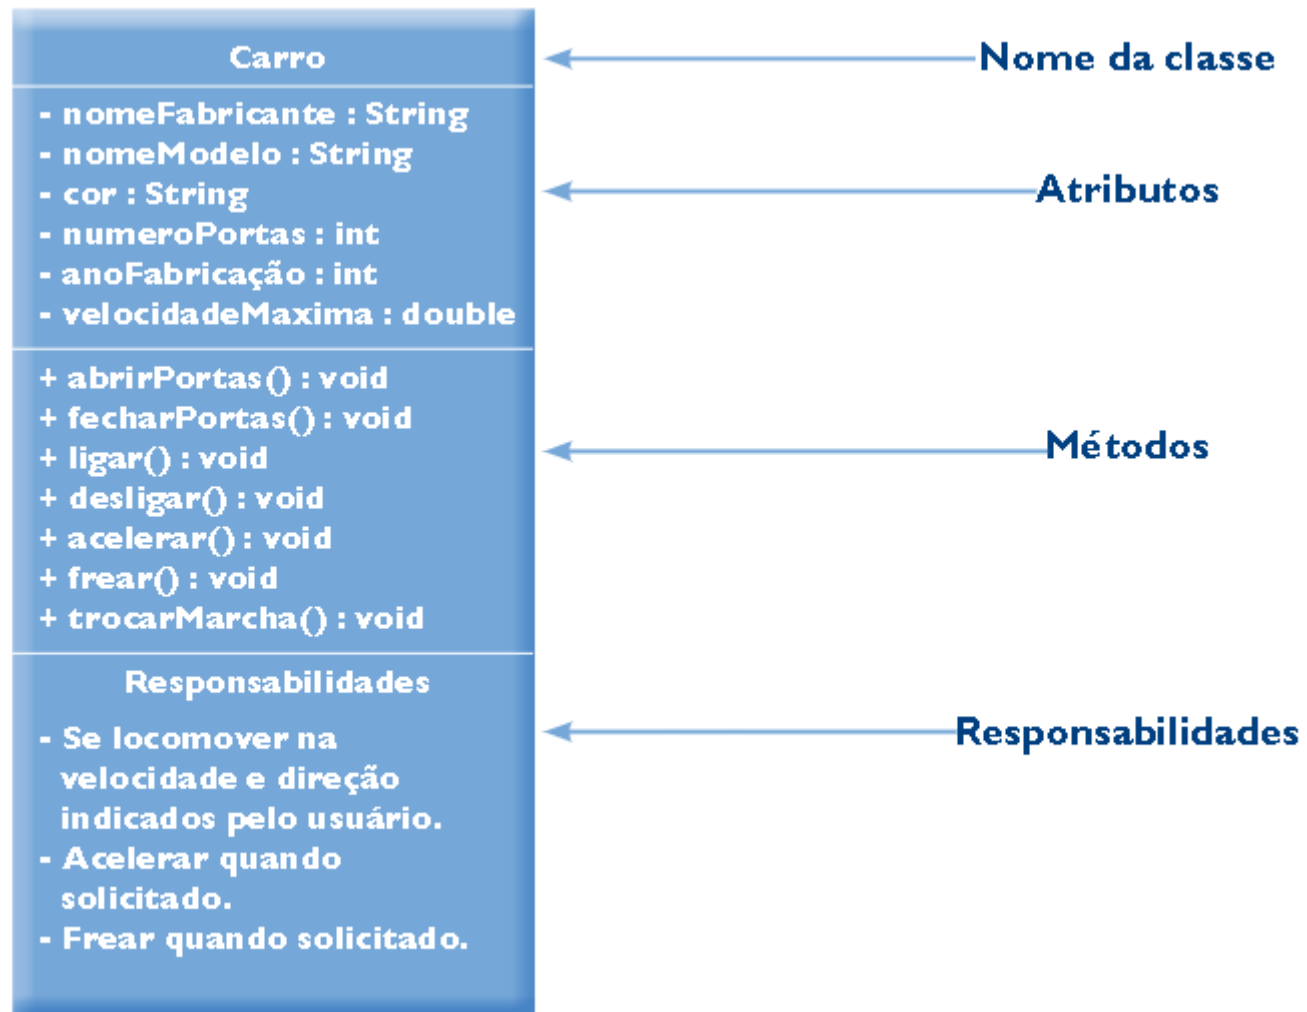 Carro
Nome da classe
- nomeFabricante : String
- nomeModelo : String
- cor : String
- numeroPortas : int
- anoFabricação : int
- velocidadeMaxima : double
Atributos
+ abrirPortas() : void
+ fecharPortas() : void
+ ligar() : void
+ desligar() : void
+ acelerar() : void
+ frear() : void
+ trocarMarcha() : void
Métodos
Responsabilidades
- Se locomover na
velocidade e direção
indicados pelo usuário.
- Acelerar quando
solicitado.
- Frear quando solicitado.
Responsabilidades